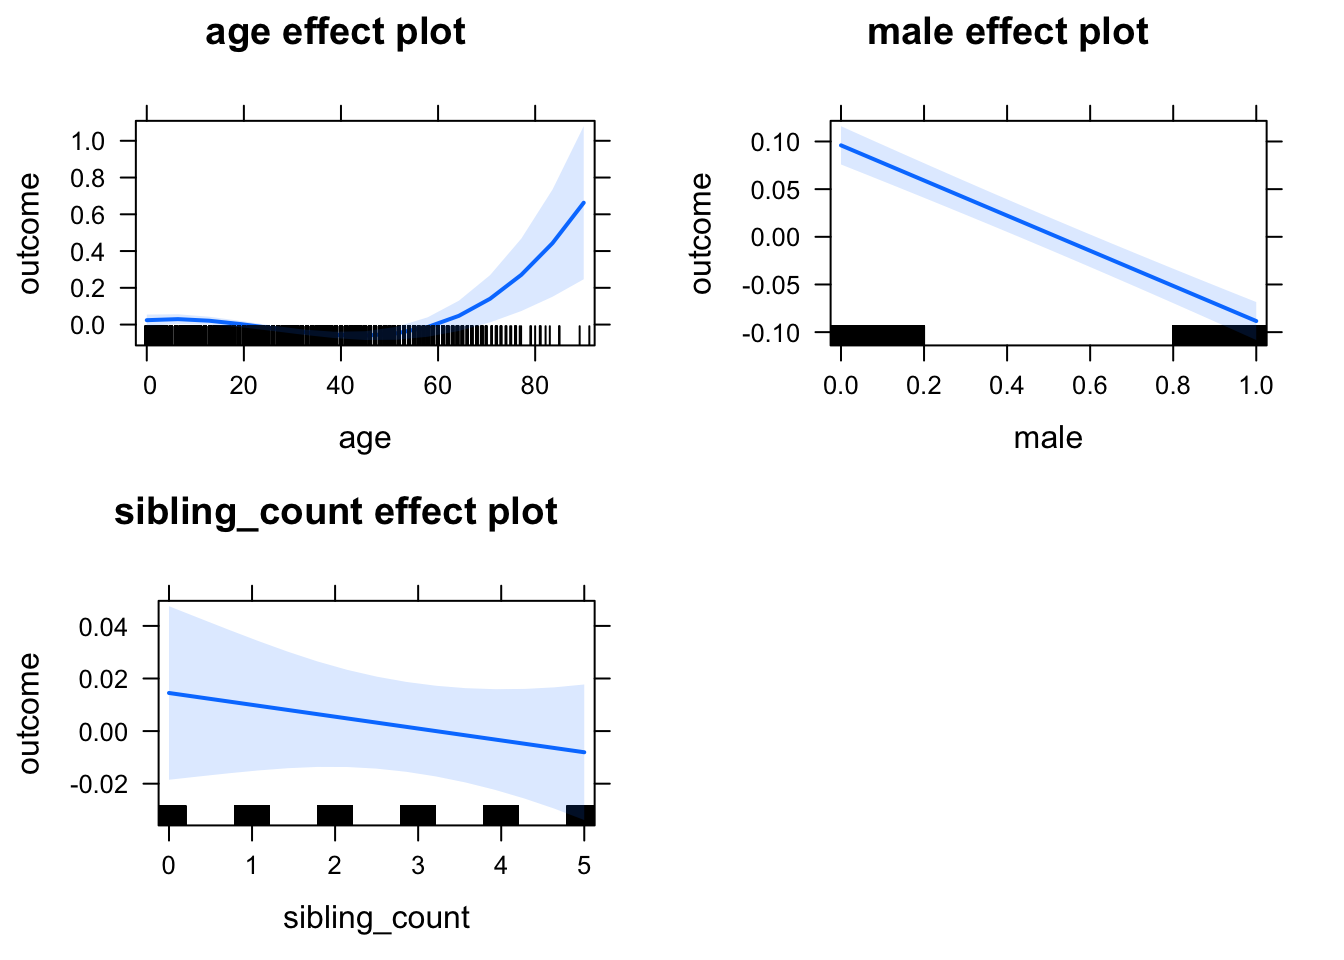 age effect plot
outcome
1.0
0.8
0.6
0.4
0.2
0.0
0 20 40 60 80
age
male effect plot
outcome
0.10
0.05
0.00
-0.05
-0.10
0.0 0.2 0.4 0.6 0.8 1.0
male
sibling_count effect plot
outcome
0.04
0.02
0.00
-0.02
0 1 2 3 4 5
sibling_count